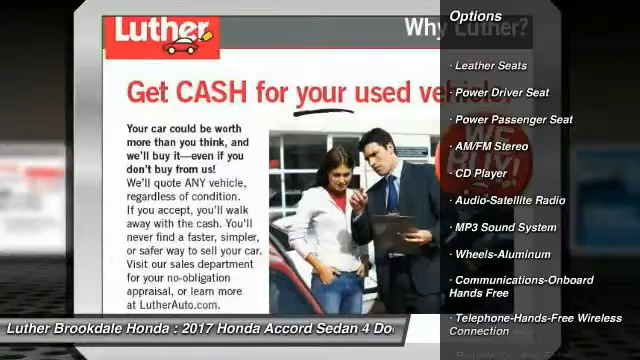 Luther
Why Luther?
Get CASH for your used vehicle?
Your car could be worth
more than you think, and
we'll buy it—even if you
don't buy from us!
We'll quote ANY vehicle,
regardless of condition.
If you accept, you'll walk
away with the cash. You'll
never find a faster, simpler,
or safer way to sell your car.
Visit our sales department
for your no-obligation
appraisal, or learn more
at LutherAuto.com.
WE
BUY!
Options
· Leather Seats
· Power Driver Seat
· Power Passenger Seat
· AM/FM Stereo
· CD Player
· Audio-Satellite Radio
· MP3 Sound System
· Wheels-Aluminum
· Communications-Onboard
Hands Free
· Telephone-Hands-Free Wireless
Connection
Luther Brookdale Honda : 2017 Honda Accord Sedan 4 Do